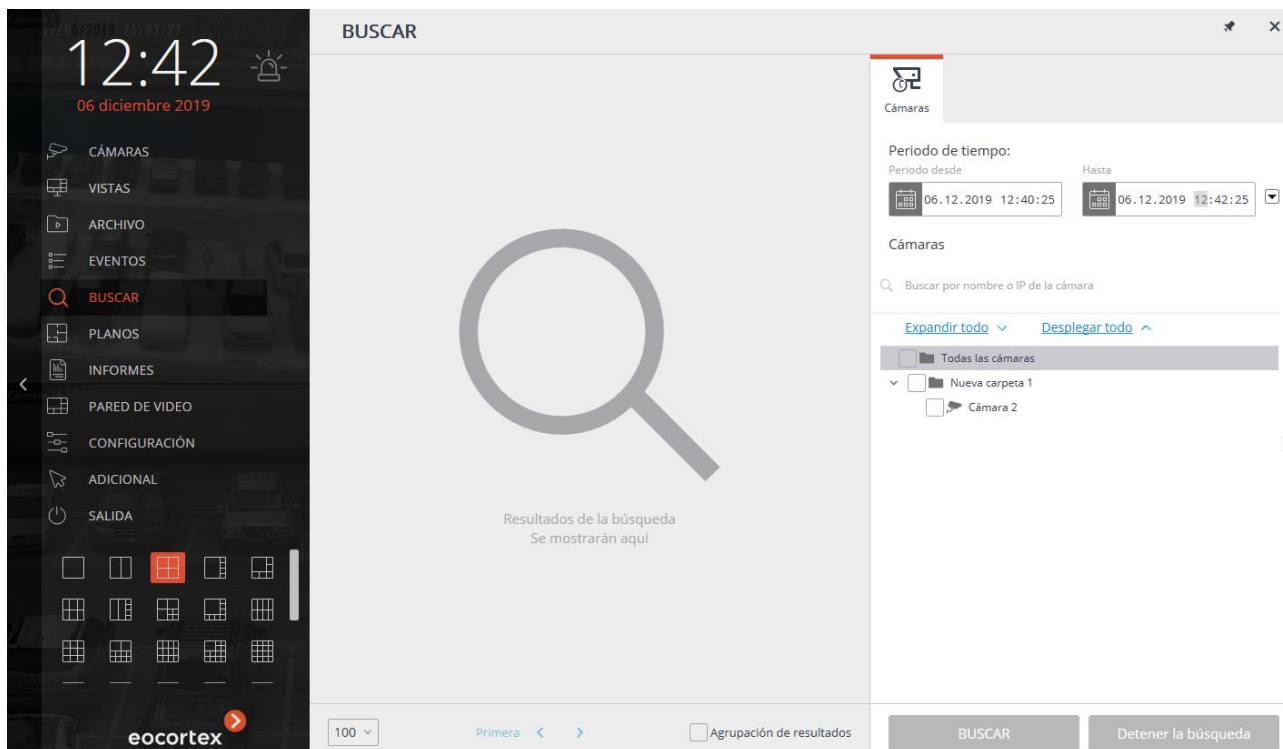 12:42
06 diciembre 2019
CÁMARAS
VISTAS
ARCHIVO
EVENTOS
BUSCAR
PLANOS
INFORMES
PARED DE VIDEO
CONFIGURACIÓN
ADICIONAL
SALIDA
eocortex
BUSCAR
Resultados de la búsqueda
Se mostrarán aquí
100
Primera
Agrupación de resultados
Cámaras
Periodo de tiempo:
Periodo desde Hasta
06.12.2019 12:40:25 06.12.2019 12:42:25
Cámaras
Buscar por nombre o IP de la cámara
Expandir todo Desplegar todo
Todas las cámaras
Nueva carpeta 1
Cámara 2
BUSCAR Detener la búsqueda